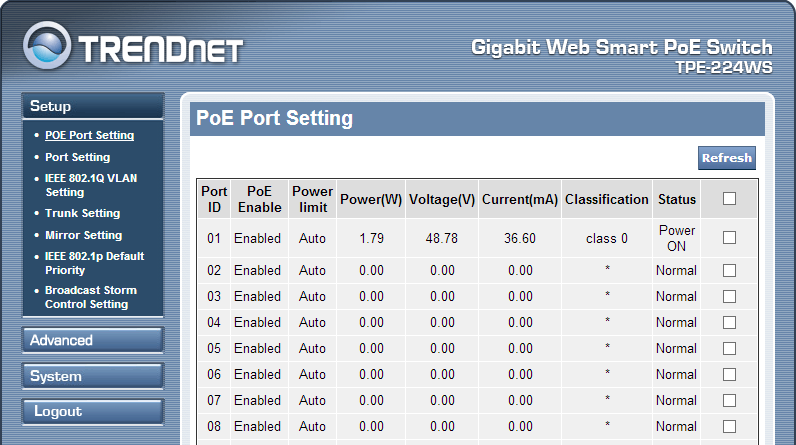 TRENDNET
Gigabit Web Smart PoE Switch
TPE-224WS
Setup
• POE Port Setting
• Port Setting
• IEEE 802.1Q VLAN
Setting
• Trunk Setting
• Mirror Setting
• IEEE 802.1p Default
Priority
• Broadcast Storm
Control Setting
Advanced
System
Logout
PoE Port Setting
Refresh
Port ID PoE Enable Power limit Power(W) Voltage(V) Current(mA) Classification Status
01 Enabled Auto 1.79 48.78 36.60 class 0 Power ON
02 Enabled Auto 0.00 0.00 0.00 * Normal
03 Enabled Auto 0.00 0.00 0.00 * Normal
04 Enabled Auto 0.00 0.00 0.00 * Normal
05 Enabled Auto 0.00 0.00 0.00 * Normal
06 Enabled Auto 0.00 0.00 0.00 * Normal
07 Enabled Auto 0.00 0.00 0.00 * Normal
08 Enabled Auto 0.00 0.00 0.00 * Normal